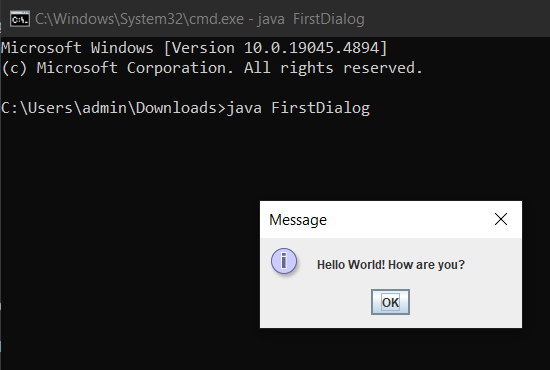 C:\Windows\System32\cmd.exe - java  FirstDialog
Microsoft Windows [Version 10.0.19045.4894]
(c) Microsoft Corporation. All rights reserved.
C:\Users\admin\Downloads>java FirstDialog
Message
Hello World! How are you?
OK